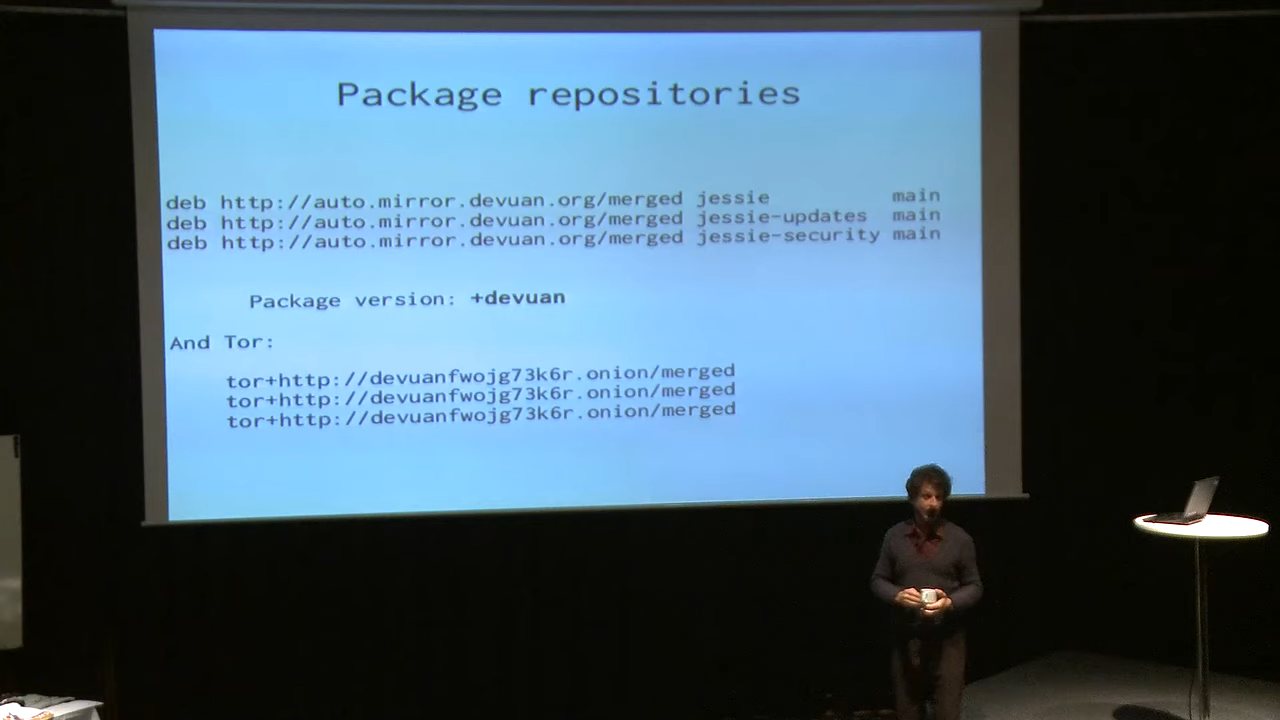 Package repositories
deb http://auto.mirror.devuan.org/merged jessie main
deb http://auto.mirror.devuan.org/merged jessie-updates main
deb http://auto.mirror.devuan.org/merged jessie-security main
Package version: +devuan
And Tor:
tor+http://devuanfwojg73k6r.onion/merged
tor+http://devuanfwojg73k6r.onion/merged
tor+http://devuanfwojg73k6r.onion/merged